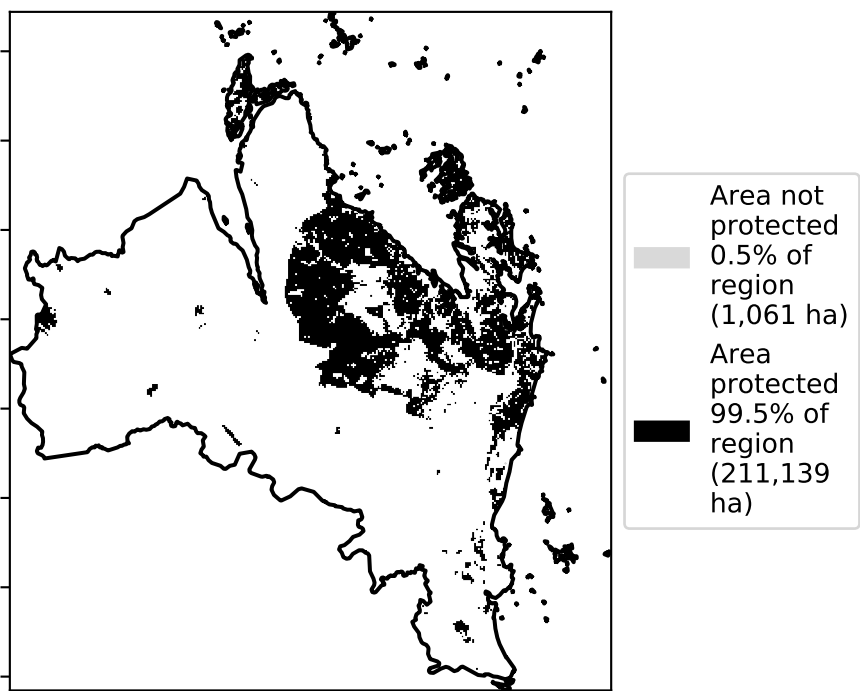 Area not
protected
0.5% of
region
(1,061 ha)
Area
protected
99.5% of
region
(211,139
ha)